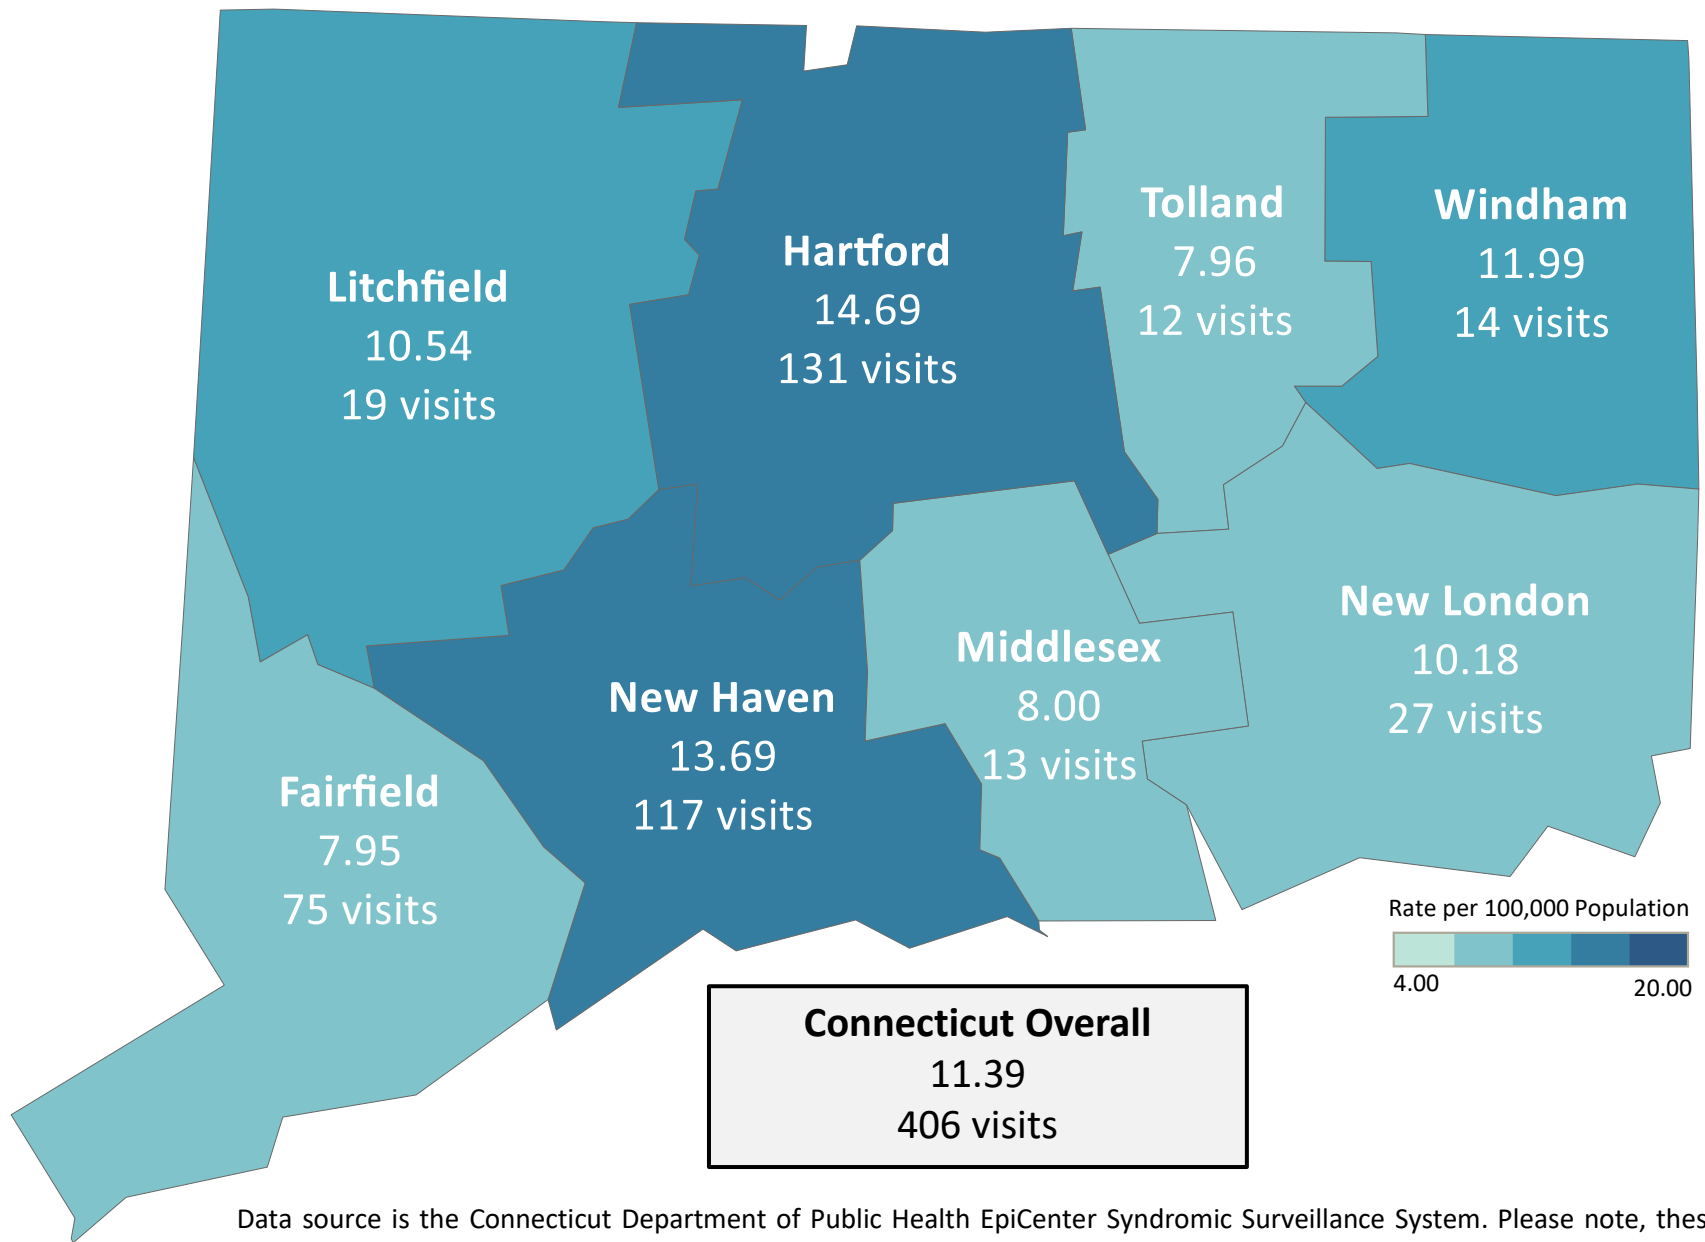 Litchfield
10.54
19 visits
Hartford
14.69
131 visits
Tolland
7.96
12 visits
Windham
11.99
14 visits
Fairfield
7.95
75 visits
New Haven
13.69
117 visits
Middlesex
8.00
13 visits
New London
10.18
27 visits
Rate per 100,000 Population
4.00
20.00
Connecticut Overall
11.39
406 visits
Data source is the Connecticut Department of Public Health EpiCenter Syndromic Surveillance System. Please note, thes